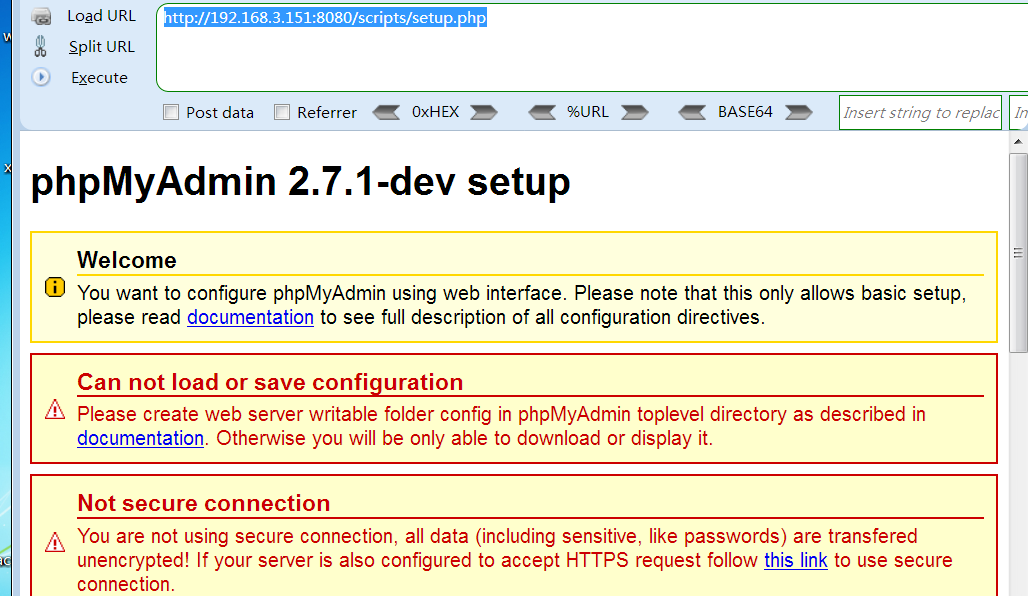 Load URL
http://192.168.3.151:8080/scripts/setup.php
Split URL
Execute
Post data Referrer 0xHEX %URL BASE64 Insert string to replac In
phpMyAdmin 2.7.1-dev setup
Welcome
You want to configure phpMyAdmin using web interface. Please note that this only allows basic setup,
please read documentation to see full description of all configuration directives.
Can not load or save configuration
Please create web server writable folder config in phpMyAdmin toplevel directory as described in
documentation. Otherwise you will be only able to download or display it.
Not secure connection
You are not using secure connection, all data (including sensitive, like passwords) are transfered
unencrypted! If your server is also configured to accept HTTPS request follow this link to use secure
connection.